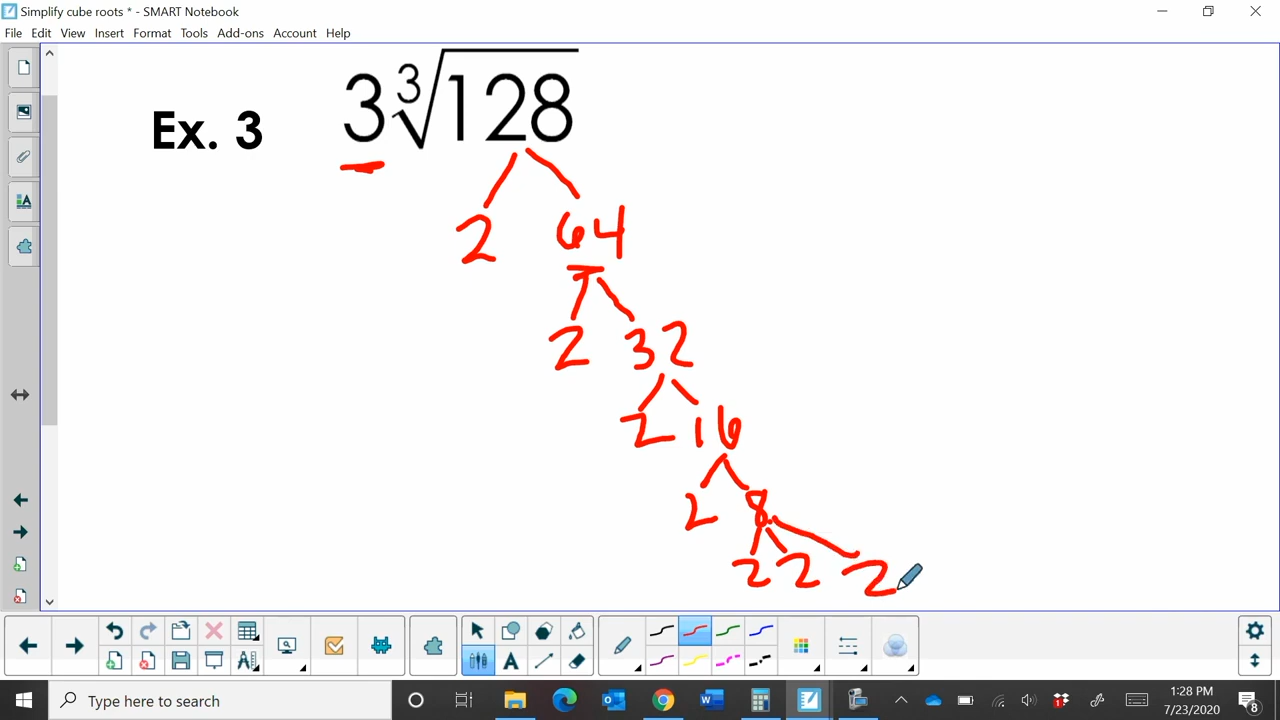 Simplify cube roots * - SMART Notebook
File Edit View Insert Format Tools Add-ons Account Help
Ex. 3 3∛128
2 64
2 32
2 16
2 8
2 2 2
Type here to search
1:28 PM
7/23/2020
1
8